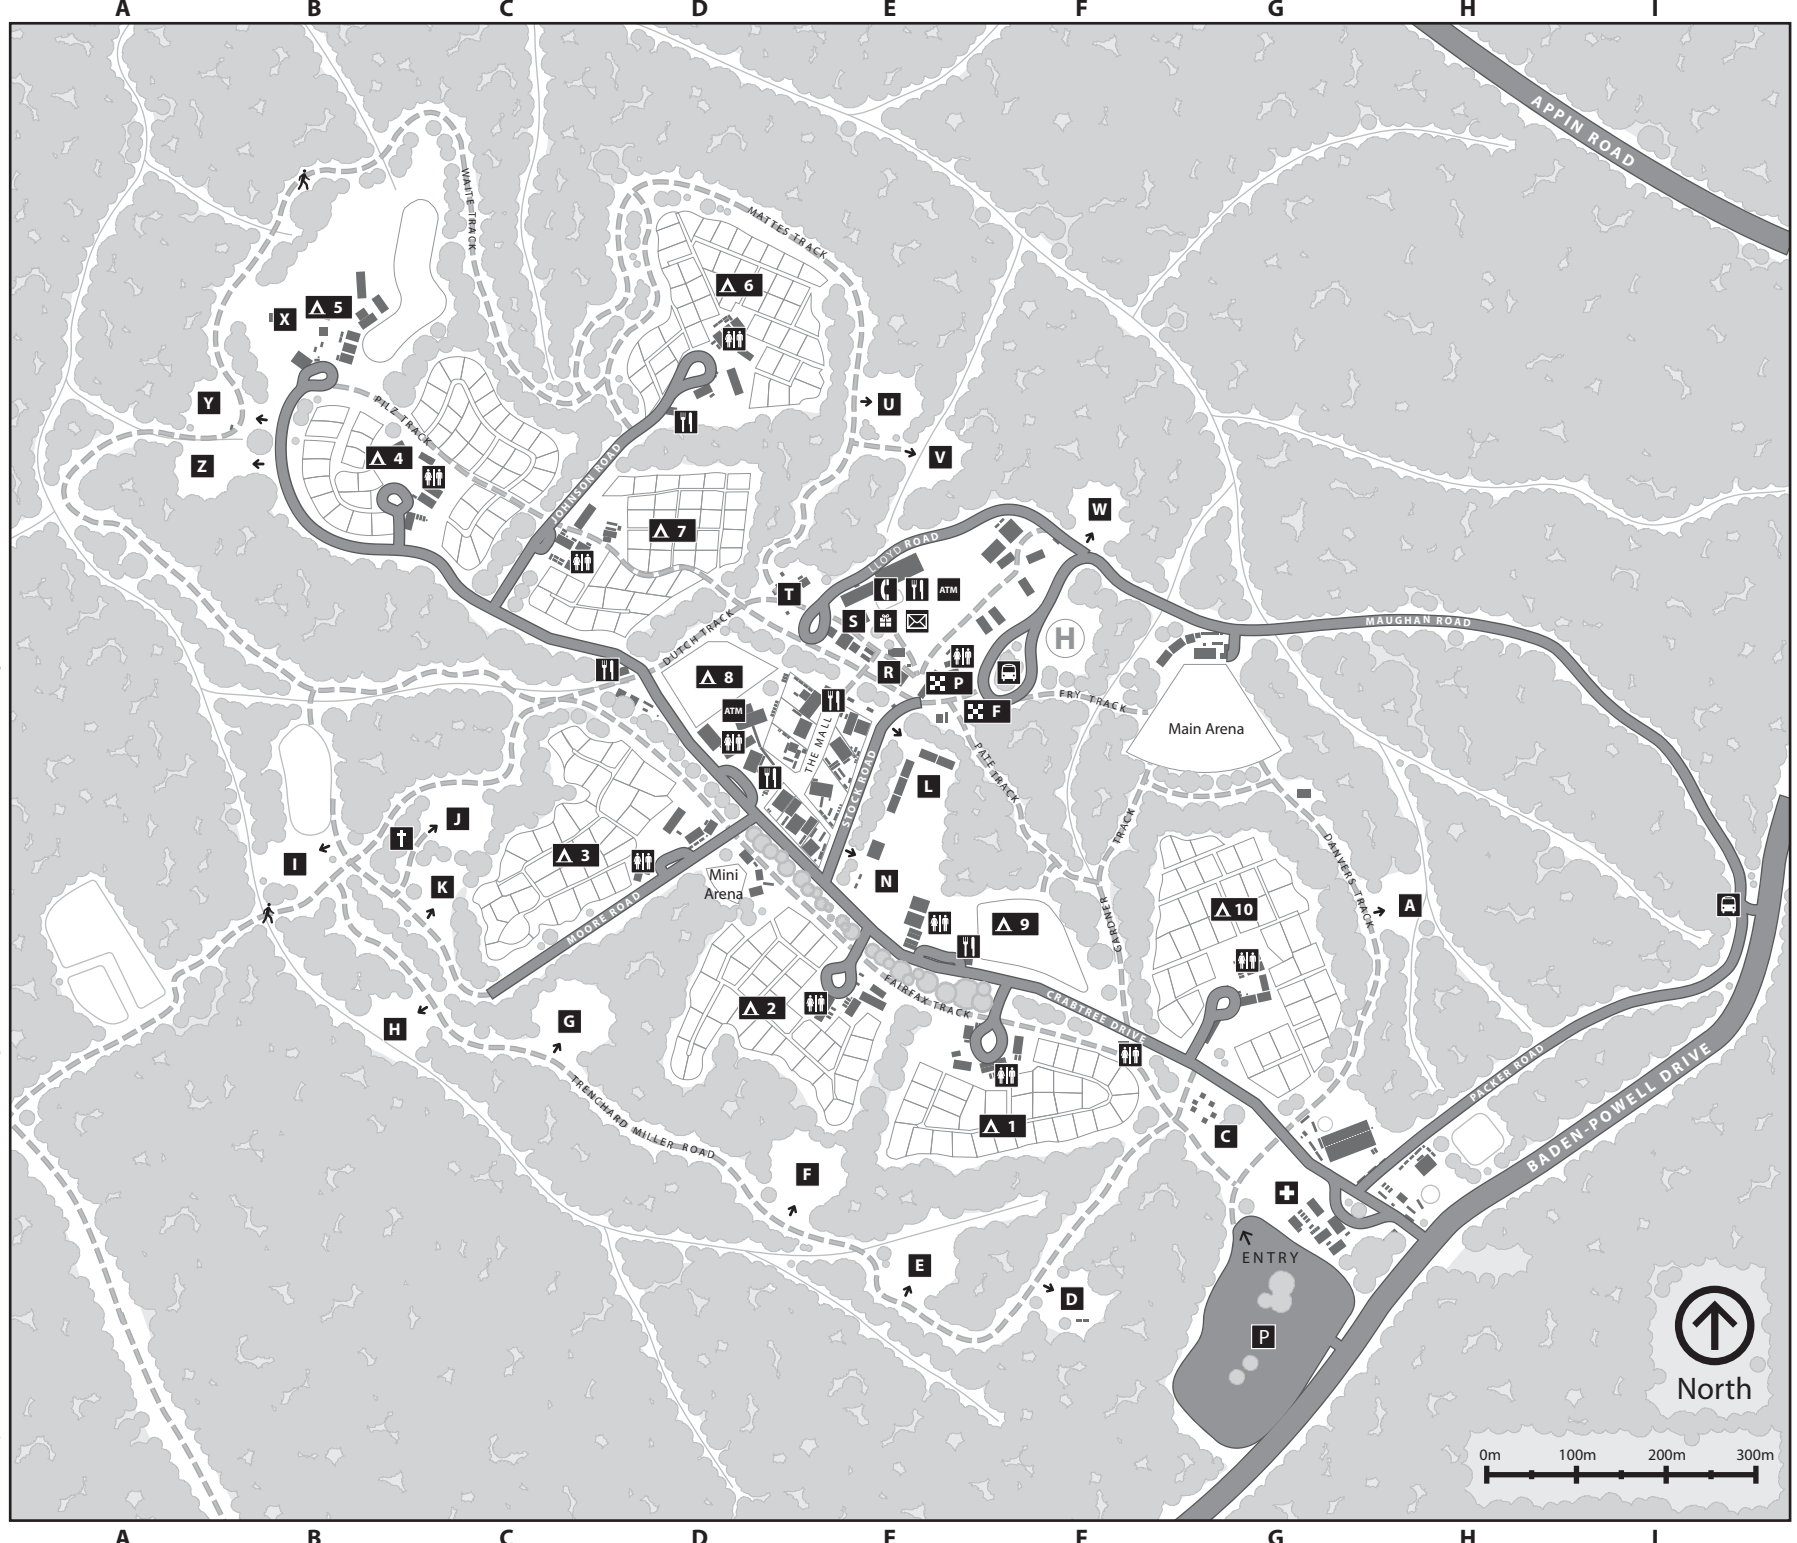 A B C D E F G H I
APPIN ROAD
WAITE TRACK
MATTES TRACK
6
5
X
Y
U
PILZ TRACK
V
4
Z
JOHNSON ROAD
W
7
LLOYD ROAD
T
ATM
S
MAUGHAN ROAD
DUTCH TRACK
H
R
8
P
FRY TRACK
ATM
F
Main Arena
THE MALL
PATE TRACK
STOCK ROAD
L
J
TRACK
I
3
DANVERS TRACK
Mini
Arena
K
N
A
10
MOORE ROAD
GARDNER
9
2
FAIRFAX TRACK
CRABTREE DRIVE
G
H
PACKER ROAD
BADEN-POWELL DRIVE
TRENCHARD MILLER ROAD
1
C
F
ENTRY
E
D
P
North
0m 100m 200m 300m
A B C D E F G H I